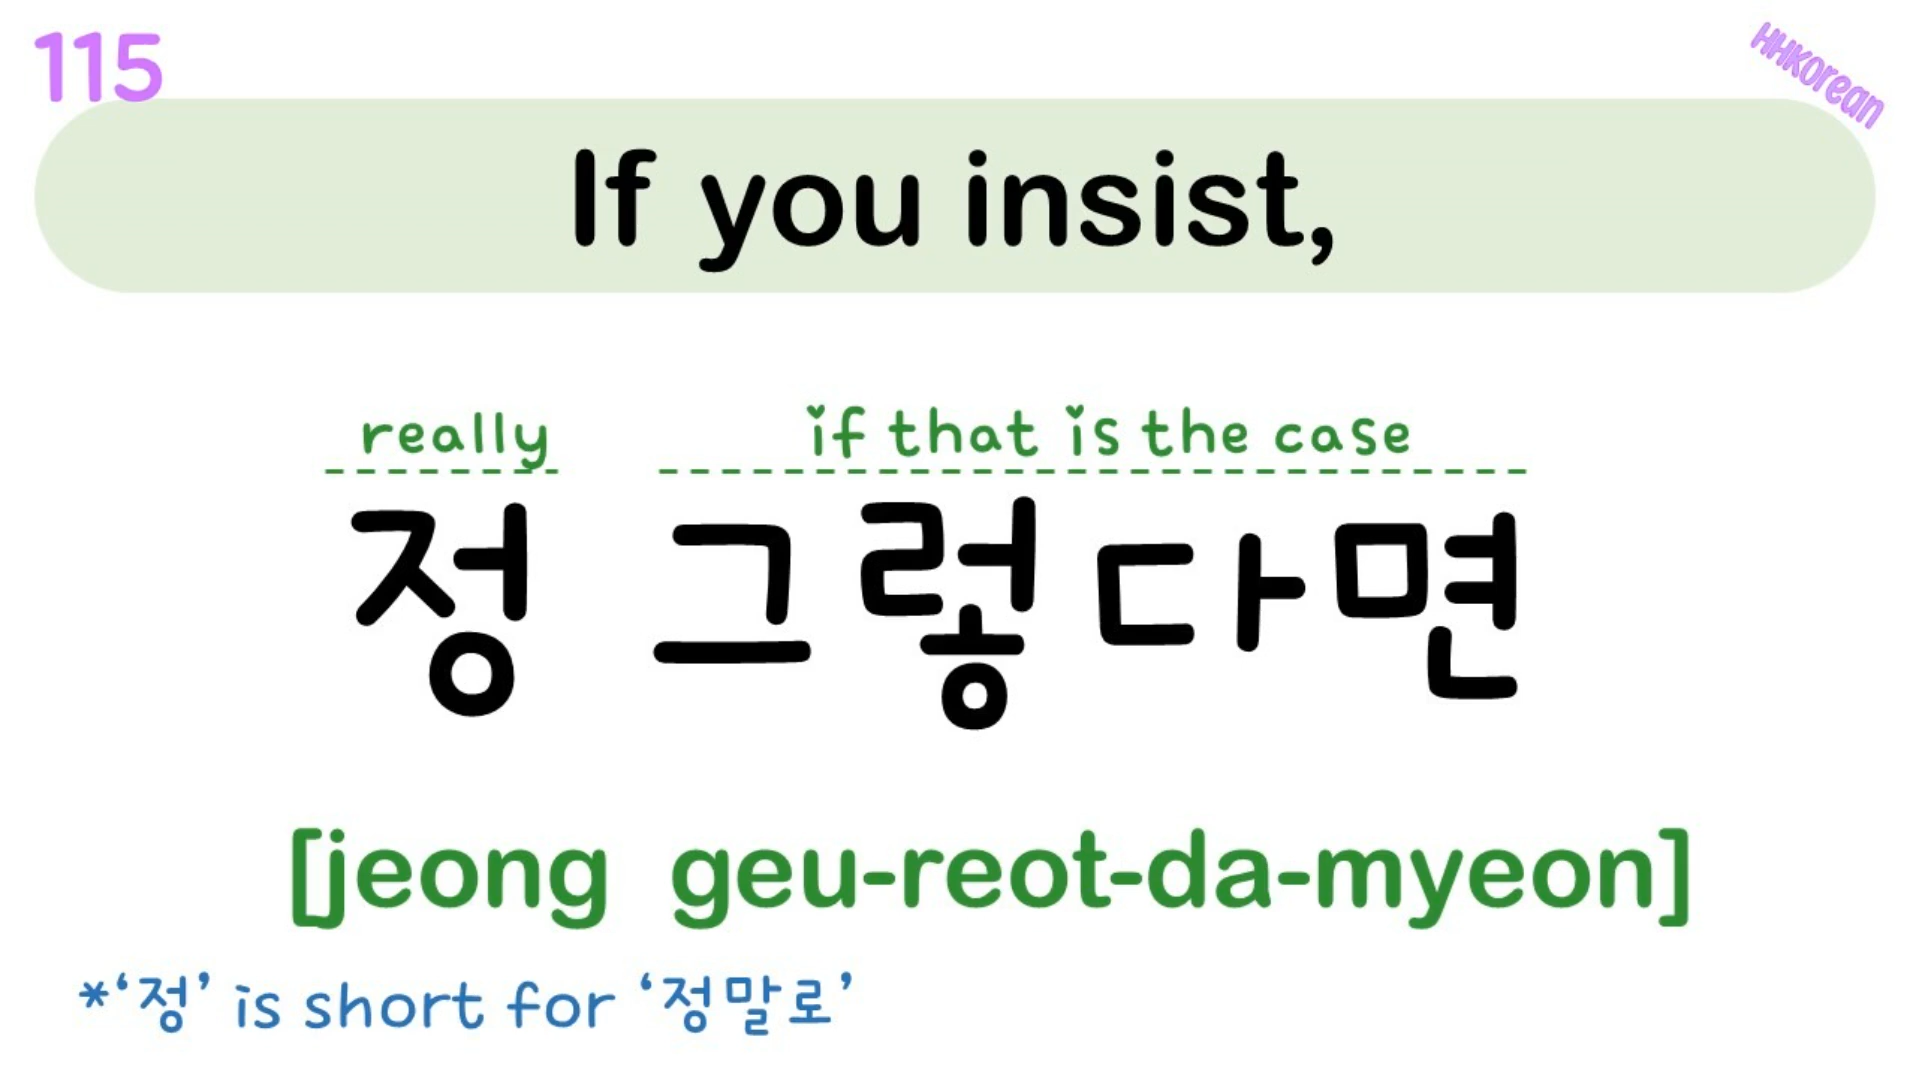 115
HHKorean
If you insist,
really if that is the case
정 그렇다면
[jeong geu-reot-da-myeon]
*‘정’ is short for ‘정말로’